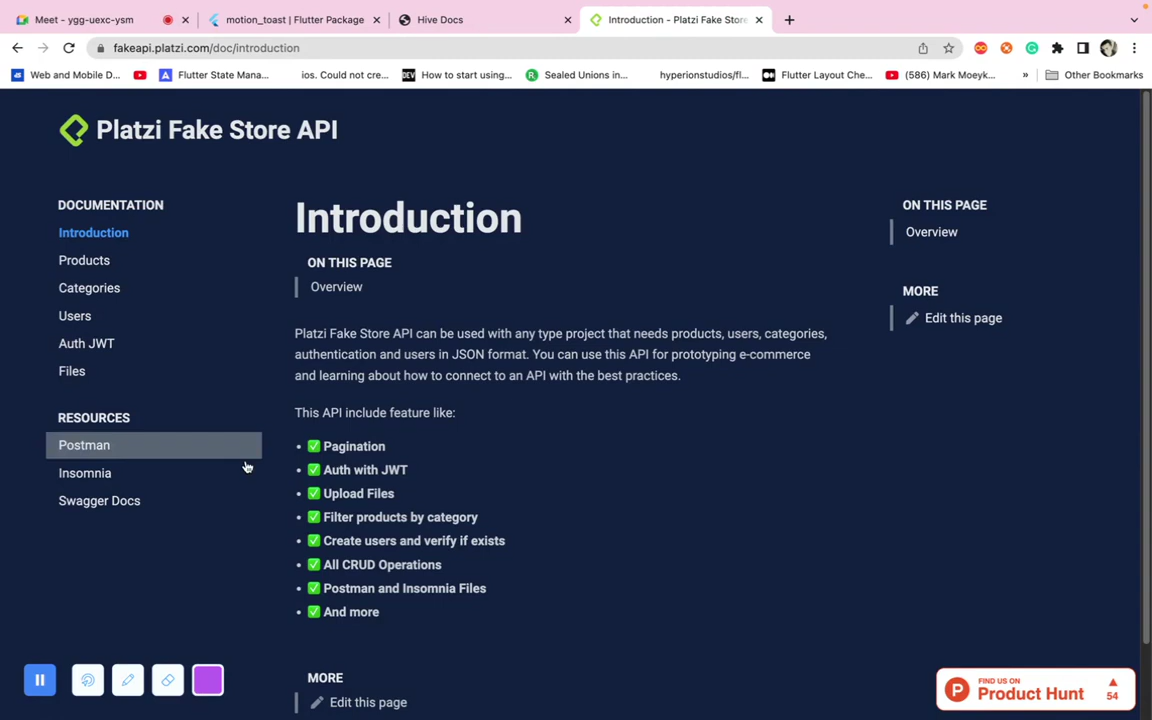 Meet - ygg-uexc-ysm
motion_toast | Flutter Package
Hive Docs
Introduction - Platzi Fake Store
fakeapi.platzi.com/doc/introduction
Web and Mobile D...
Flutter State Mana...
ios. Could not cre...
DEV
How to start using...
R
Sealed Unions in...
hyperionstudios/fl...
Flutter Layout Che...
(586) Mark Moeyk...
»
Other Bookmarks
Platzi Fake Store API
DOCUMENTATION
Introduction
Products
Categories
Users
Auth JWT
Files
RESOURCES
Postman
Insomnia
Swagger Docs
Introduction
ON THIS PAGE
Overview
Platzi Fake Store API can be used with any type project that needs products, users, categories,
authentication and users in JSON format. You can use this API for prototyping e-commerce
and learning about how to connect to an API with the best practices.
This API include feature like:
• ✅ Pagination
• ✅ Auth with JWT
• ✅ Upload Files
• ✅ Filter products by category
• ✅ Create users and verify if exists
• ✅ All CRUD Operations
• ✅ Postman and Insomnia Files
• ✅ And more
MORE
Edit this page
ON THIS PAGE
Overview
MORE
Edit this page
P
FIND US ON
Product Hunt
▲
54